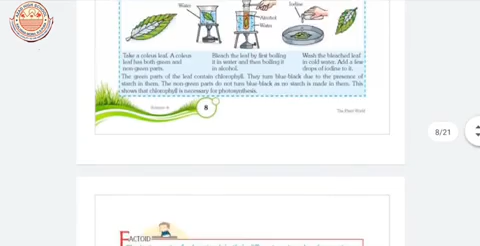 Water
Alcohol
Water
Iodine
Take a coleus leaf. A coleus
leaf has both green and
non-green parts.
Bleach the leaf by first boiling
it in water and then boiling it
in alcohol.
Wash the bleached leaf
in cold water. Add a few
drops of iodine to it.
The green parts of the leaf contain chlorophyll. They turn blue-black due to the presence of
starch in them. The non-green parts do not turn blue-black as no starch is made in them. This
shows that chlorophyll is necessary for photosynthesis.
8
The Plant World
8/21
FACTOID